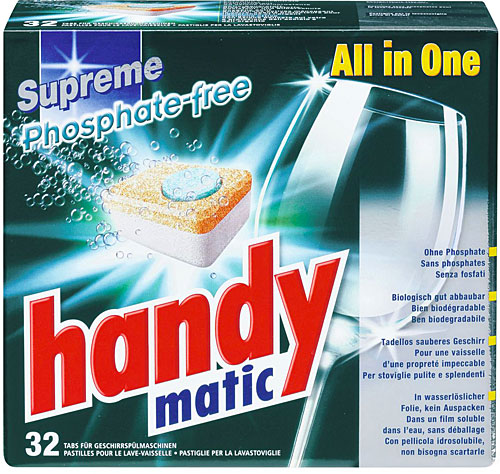 32 TABS FÜR GESCHIRRSPÜLMASCHINEN
Supreme
All in One
Phosphate-free
Ohne Phosphate
Sans phosphates
Senza fosfati
Biologisch gut abbaubar
Bien biodégradable
Ben biodegradabile
Tadellos sauberes Geschirr
Pour une vaisselle
d'une propreté impeccable
Per stoviglie pulite e splendenti
In wasserlöslicher
Folie, kein Auspacken
Dans un film soluble
dans l'eau, sans déballage
Con pellicola idrosolubile,
non bisogna scartarle
handy
matic
32 TABS FÜR GESCHIRRSPÜLMASCHINEN
PASTILLES POUR LE LAVE-VAISSELLE • PASTIGLIE PER LA LAVASTOVIGLIE